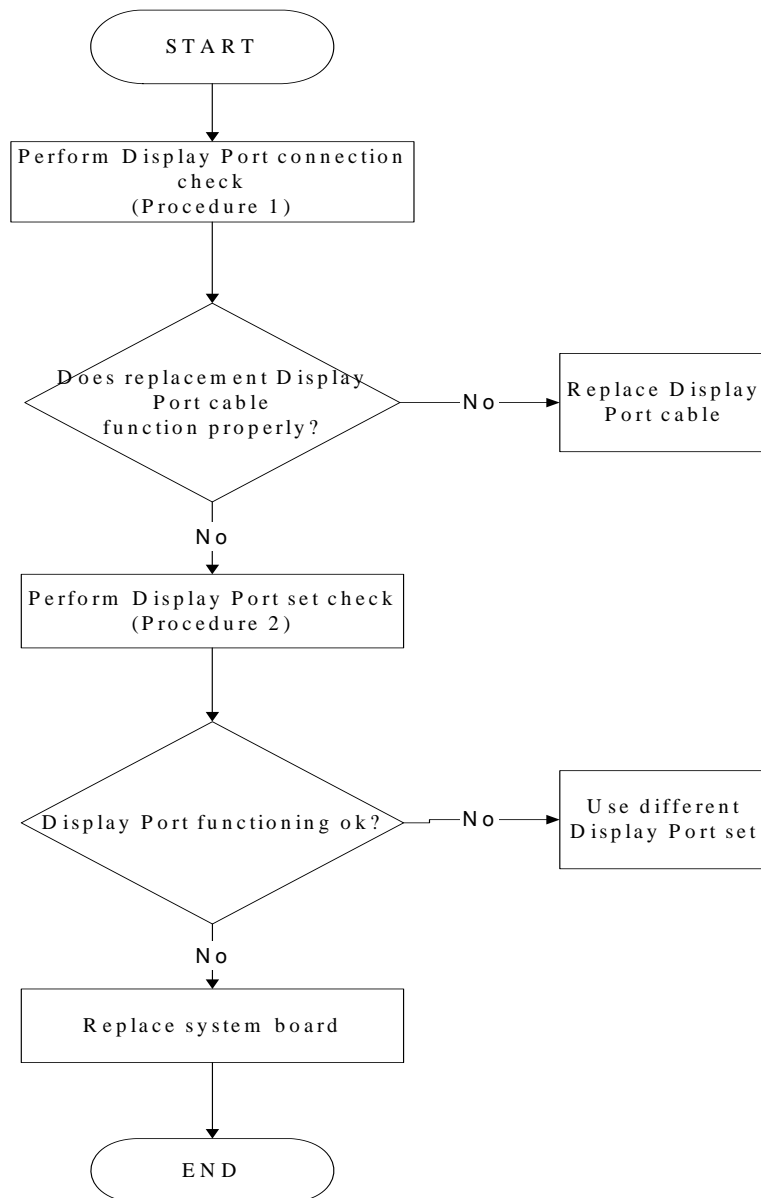 START
Perform Display Port connection
check
(Procedure 1)
Does replacement Display
Port cable
function properly?
No
Replace Display
Port cable
No
Perform Display Port set check
(Procedure 2)
Display Port functioning ok?
No
Use different
Display Port set
No
Replace system board
END